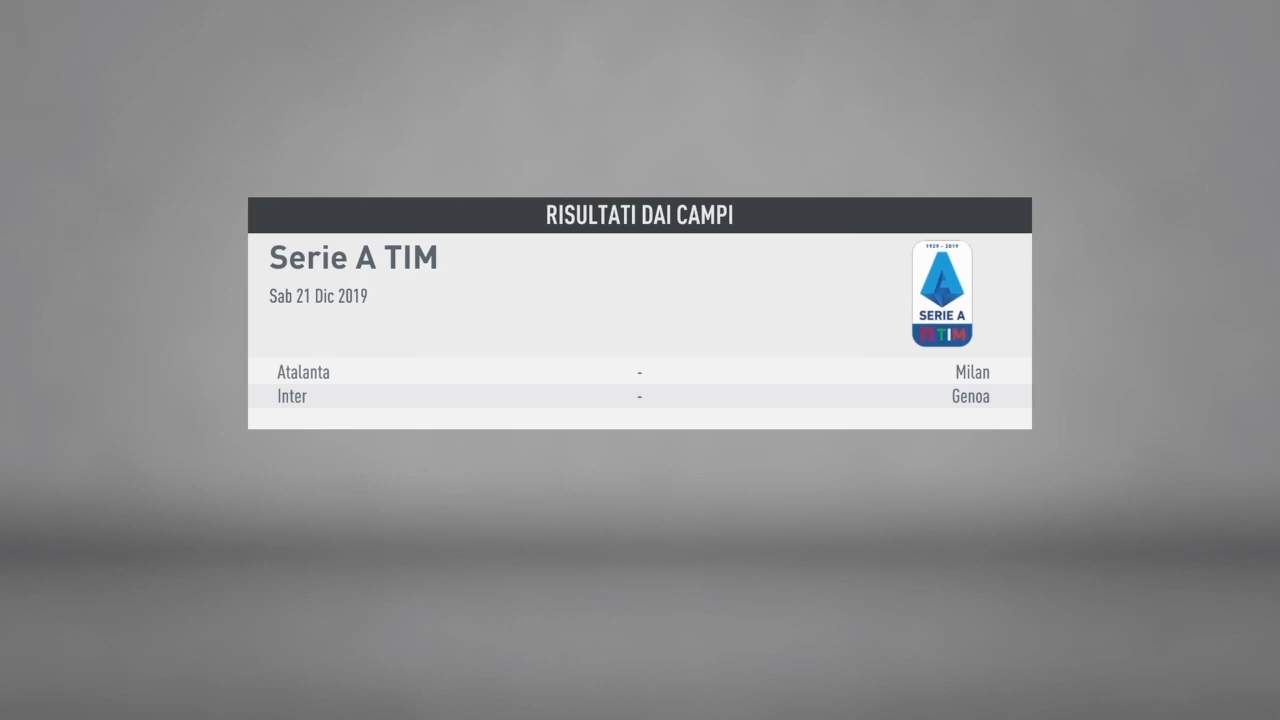 RISULTATI DAI CAMPI
Serie A TIM
Sab 21 Dic 2019
1929 - 2019
SERIE A
TIM
Atalanta - Milan
Inter - Genoa